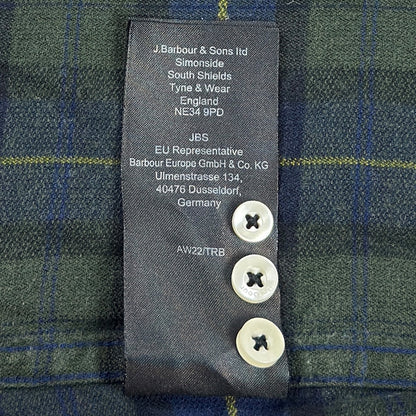 J.Barbour & Sons ltd
Simonside
South Shields
Tyne & Wear
England
NE34 9PD
JBS
EU Representative
Barbour Europe GmbH & Co. KG
Ulmenstrasse 134,
40476 Dusseldorf,
Germany
AW22/TRB